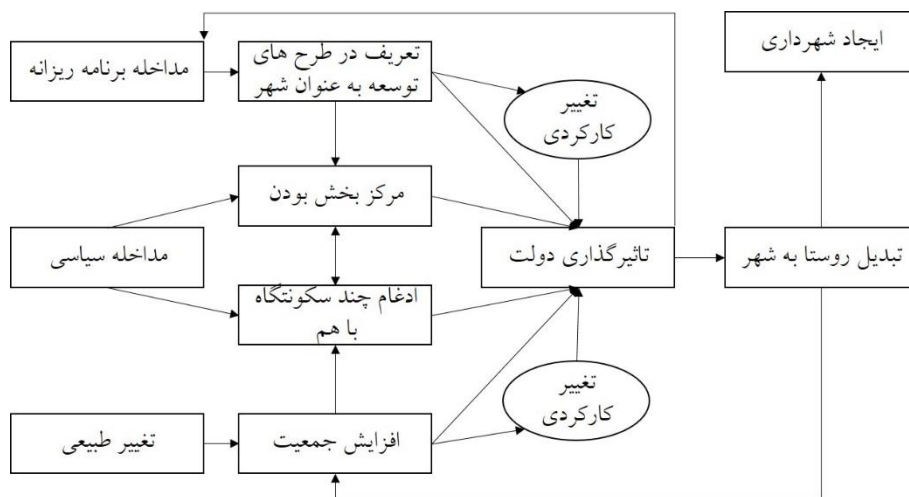 ایجاد شهرداری
تعریف در طرح های
توسعه به عنوان شهر
مداخله برنامه ریزانه
تغییر
کارکردی
مرکز بخش بودن
تبدیل روستا به شهر
تاثیرگذاری دولت
مداخله سیاسی
ادغام چند سکونتگاه
با هم
تغییر
کارکردی
افزایش جمعیت
تغییر طبیعی